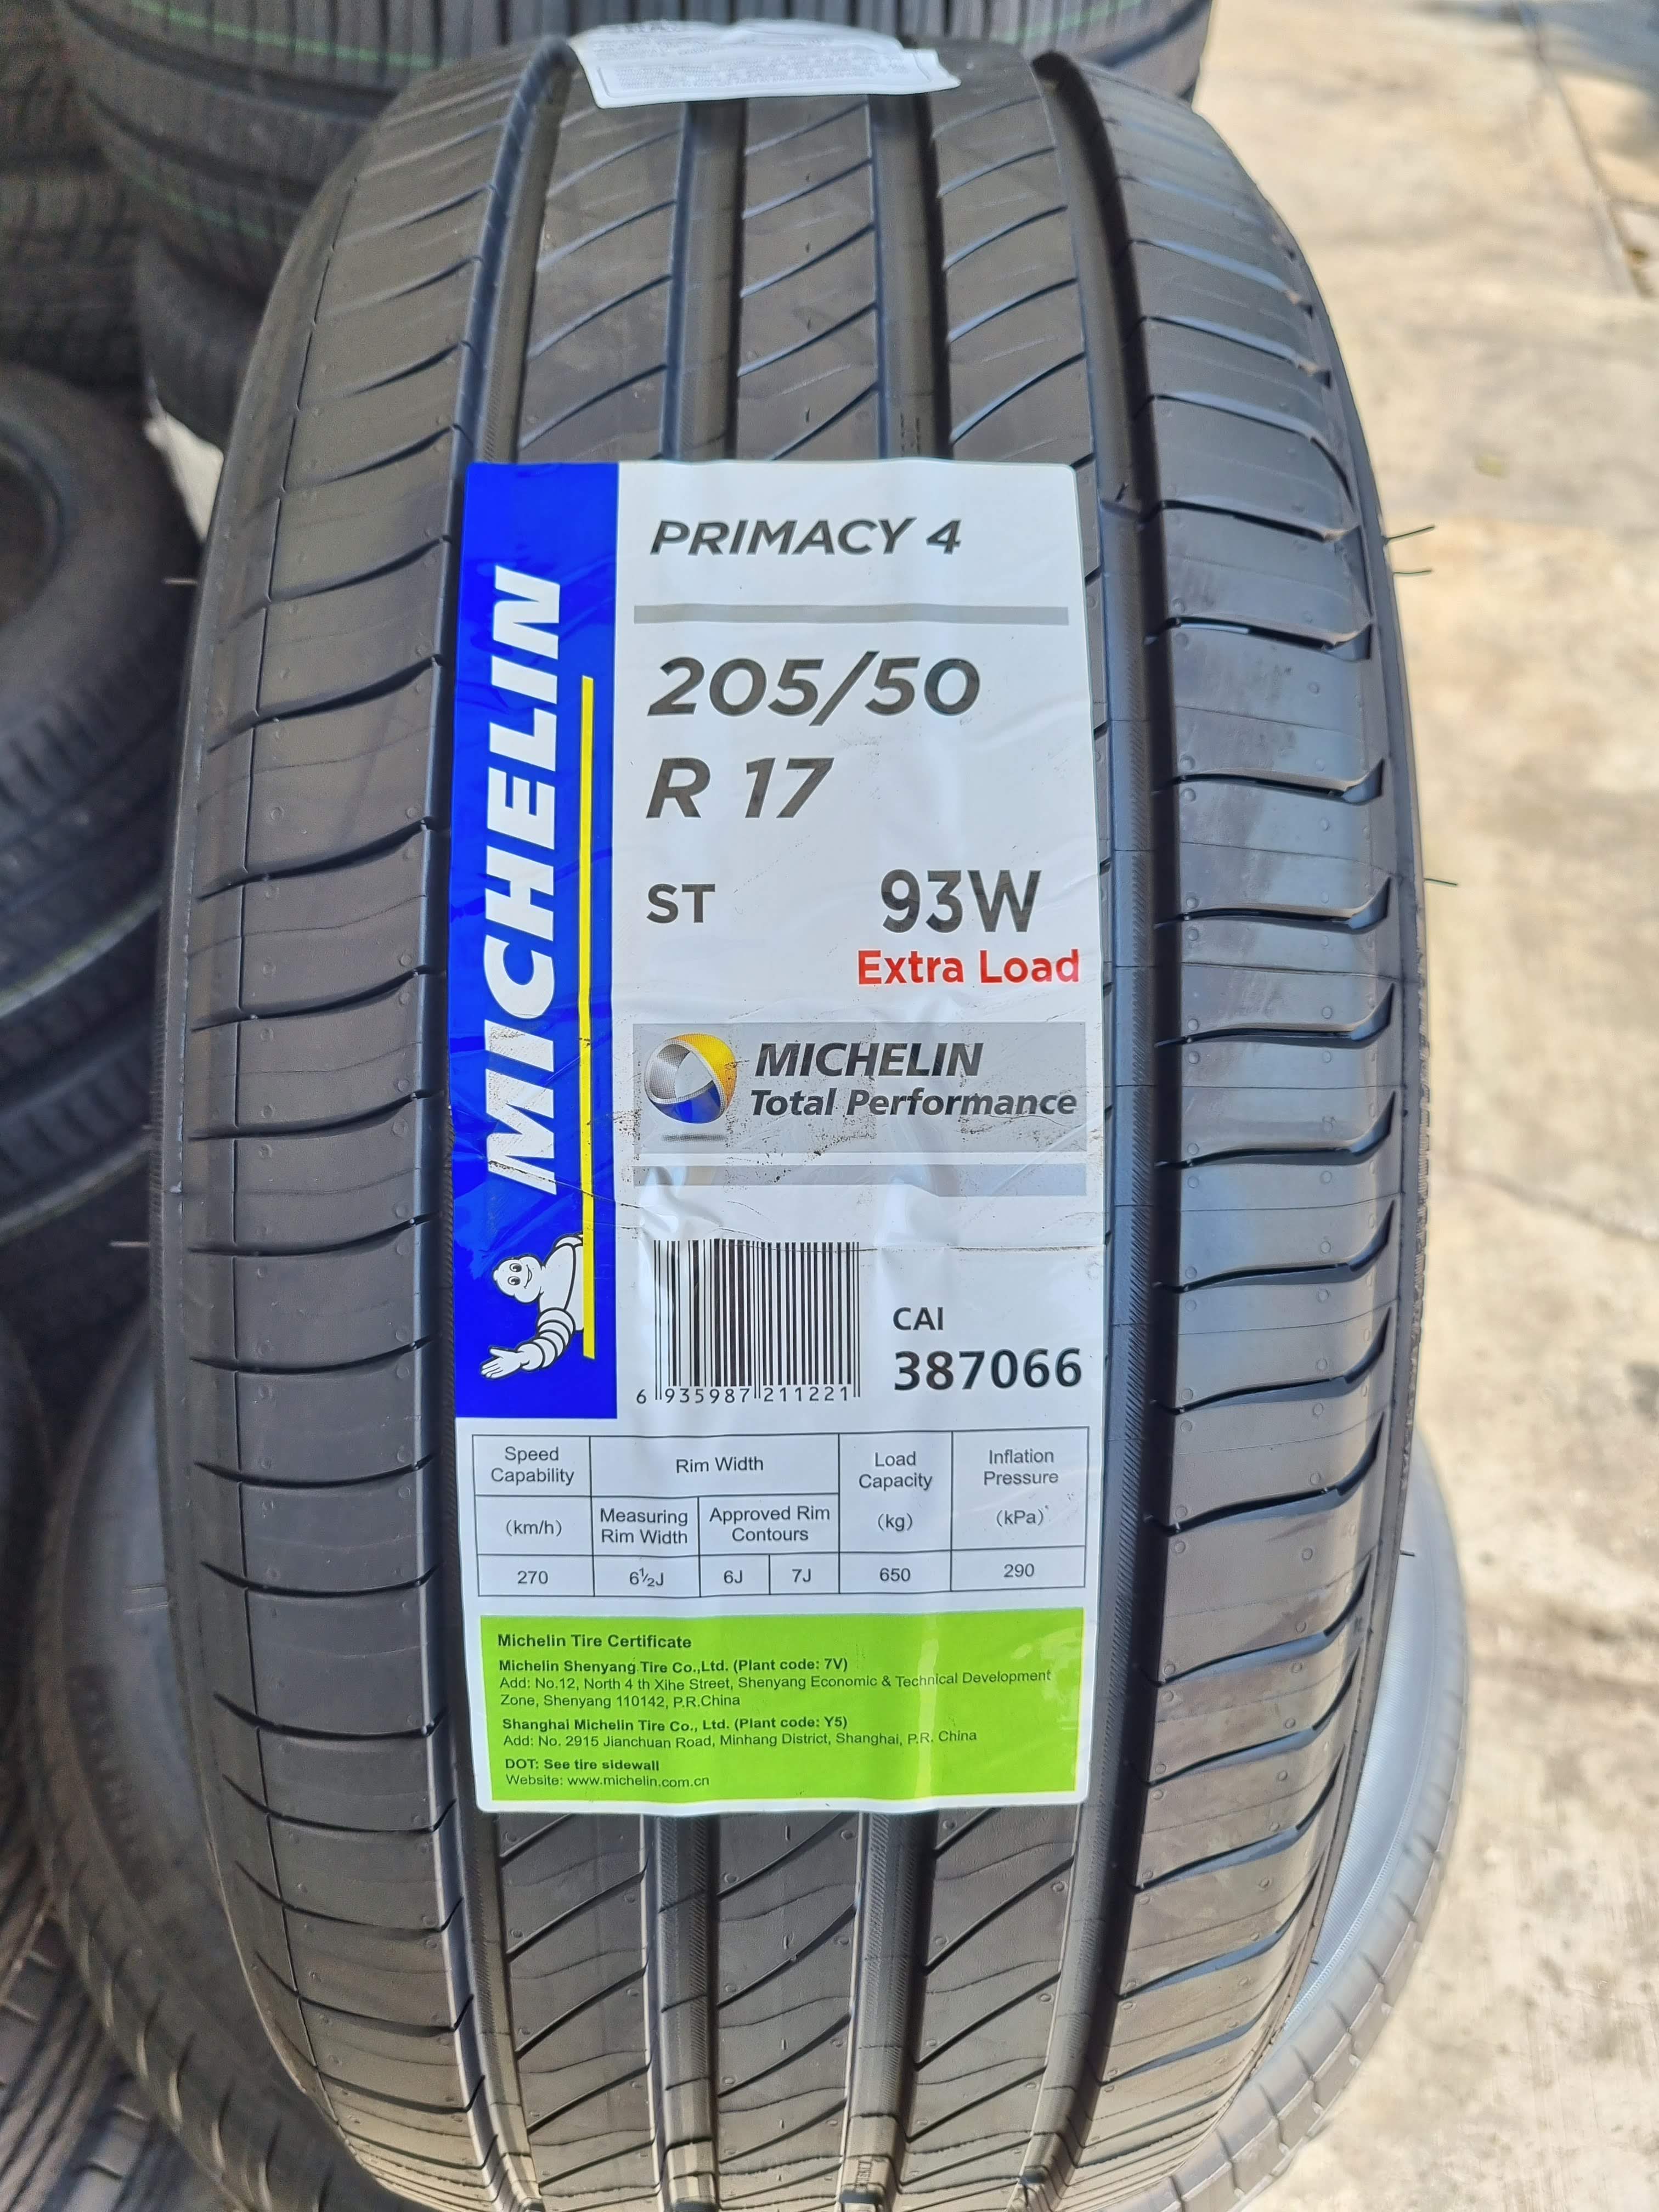 MICHELIN
PRIMACY 4
205/50
R 17
ST 93W
Extra Load
MICHELIN
Total Performance
6 935987 211221
CAI
387066
Speed Capability Rim Width Load Capacity Inflation Pressure
(km/h) Measuring Rim Width Approved Rim Contours (kg) (kPa)*
270 6½J 6J 7J 650 290
Michelin Tire Certificate
Michelin Shenyang Tire Co.,Ltd. (Plant code: 7V)
Add: No.12, North 4 th Xihe Street, Shenyang Economic & Technical Development
Zone, Shenyang 110142, P.R.China
Shanghai Michelin Tire Co., Ltd. (Plant code: Y5)
Add: No. 2915 Jianchuan Road, Minhang District, Shanghai, P.R. China
DOT: See tire sidewall
Website: www.michelin.com.cn